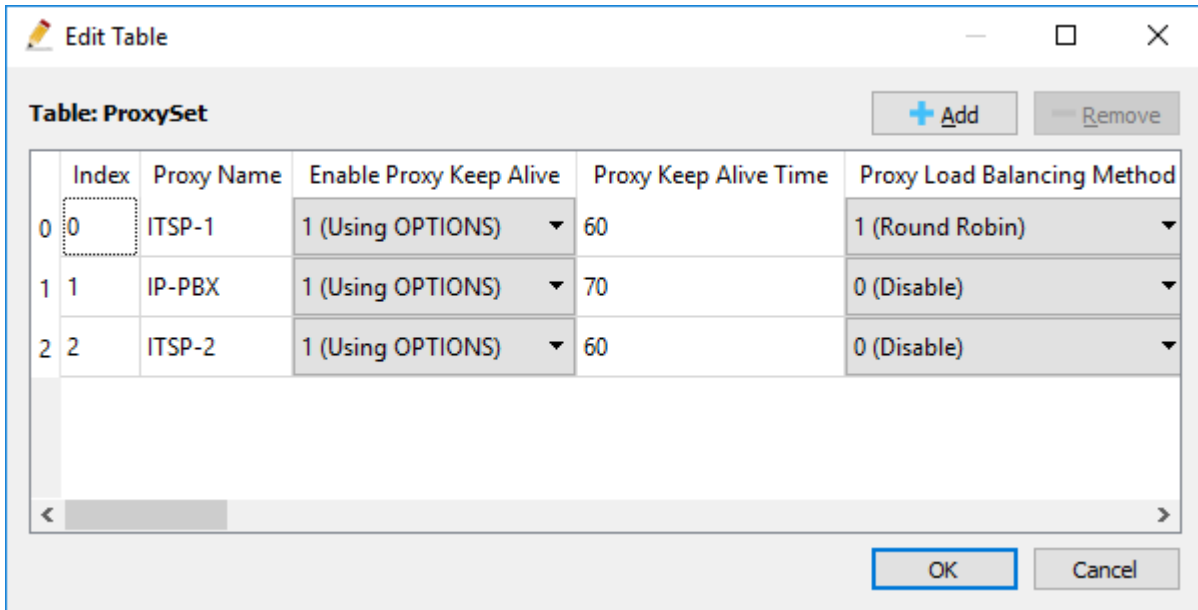 Edit Table
Table: ProxySet
Add Remove
Index Proxy Name Enable Proxy Keep Alive Proxy Keep Alive Time Proxy Load Balancing Method
0 0 ITSP-1 1 (Using OPTIONS) 60 1 (Round Robin)
1 1 IP-PBX 1 (Using OPTIONS) 70 0 (Disable)
2 2 ITSP-2 1 (Using OPTIONS) 60 0 (Disable)
OK Cancel